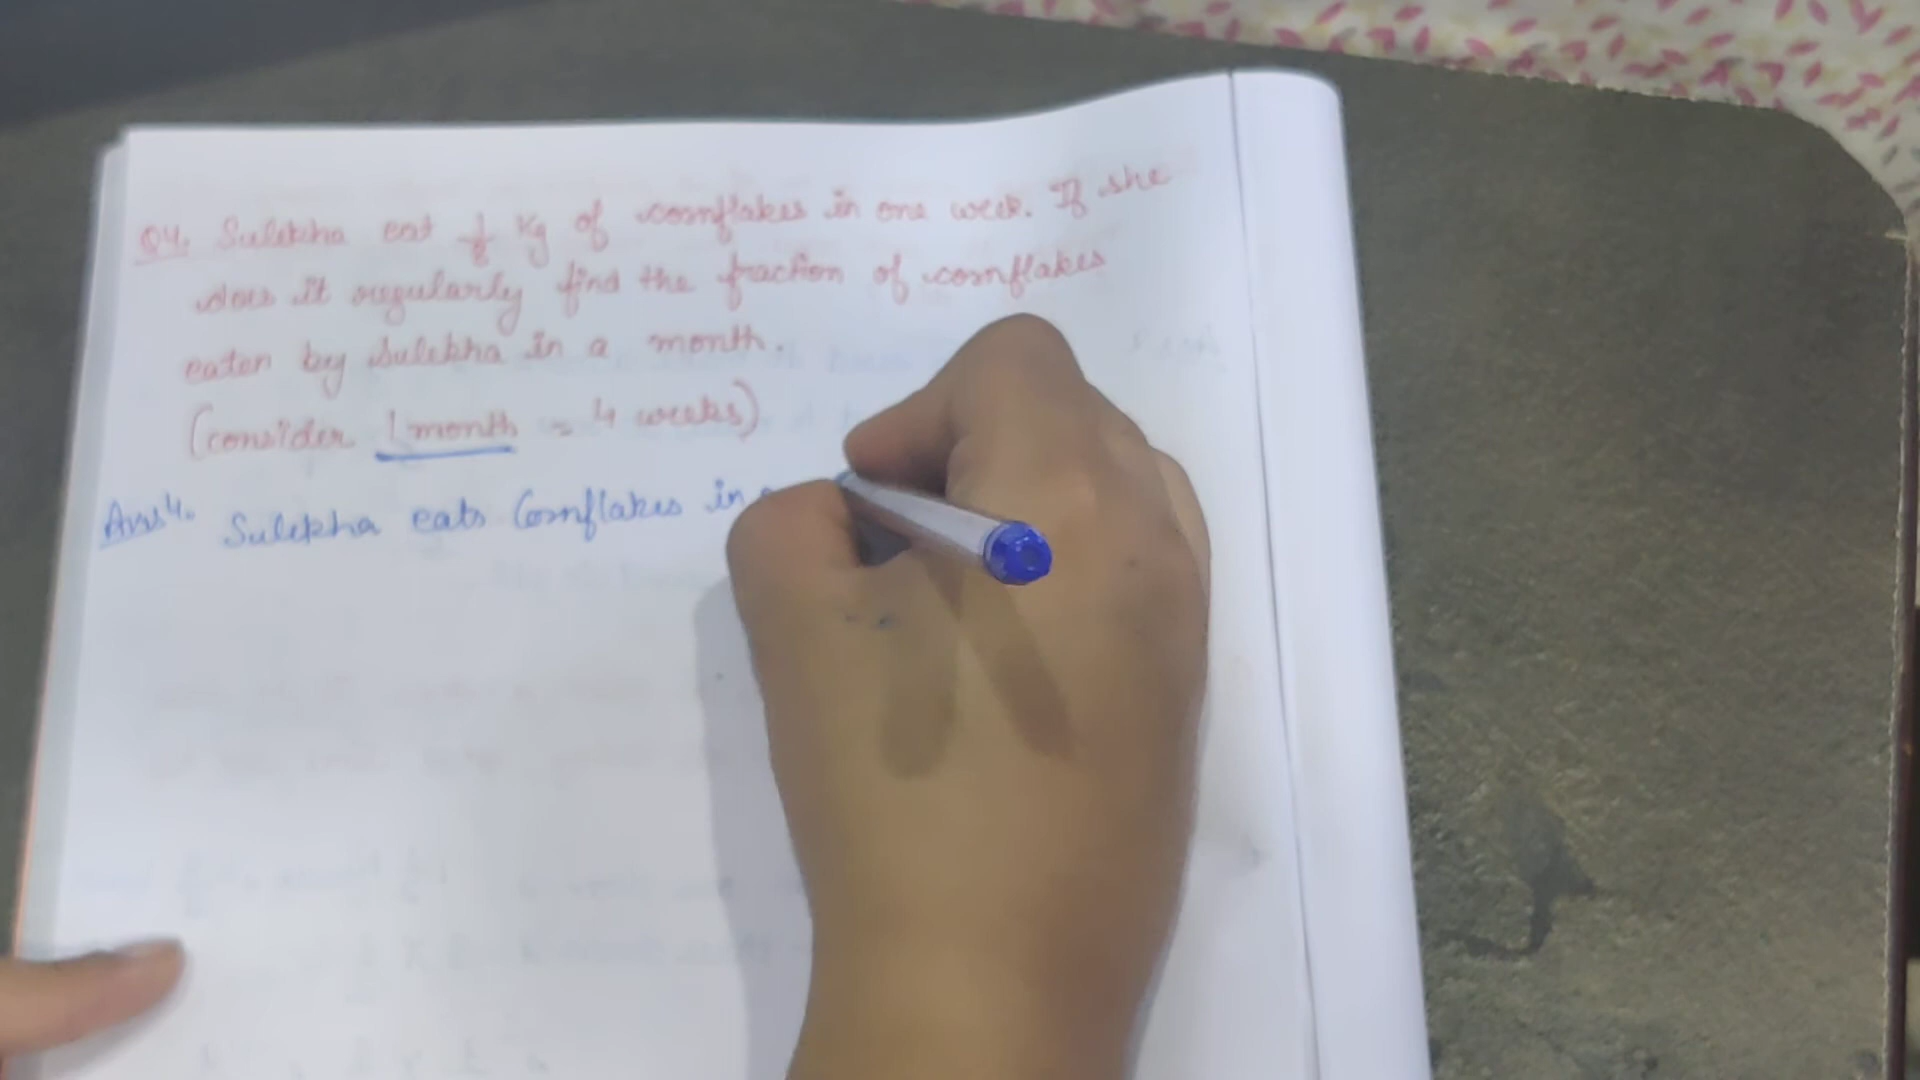 Q4. Sulekha eat 1/8 Kg of cornflakes in one week. If she
does it regularly find the fraction of cornflakes
eaten by Sulekha in a month.
(consider 1 month = 4 weeks)
Ans4. Sulekha eats Cornflakes in